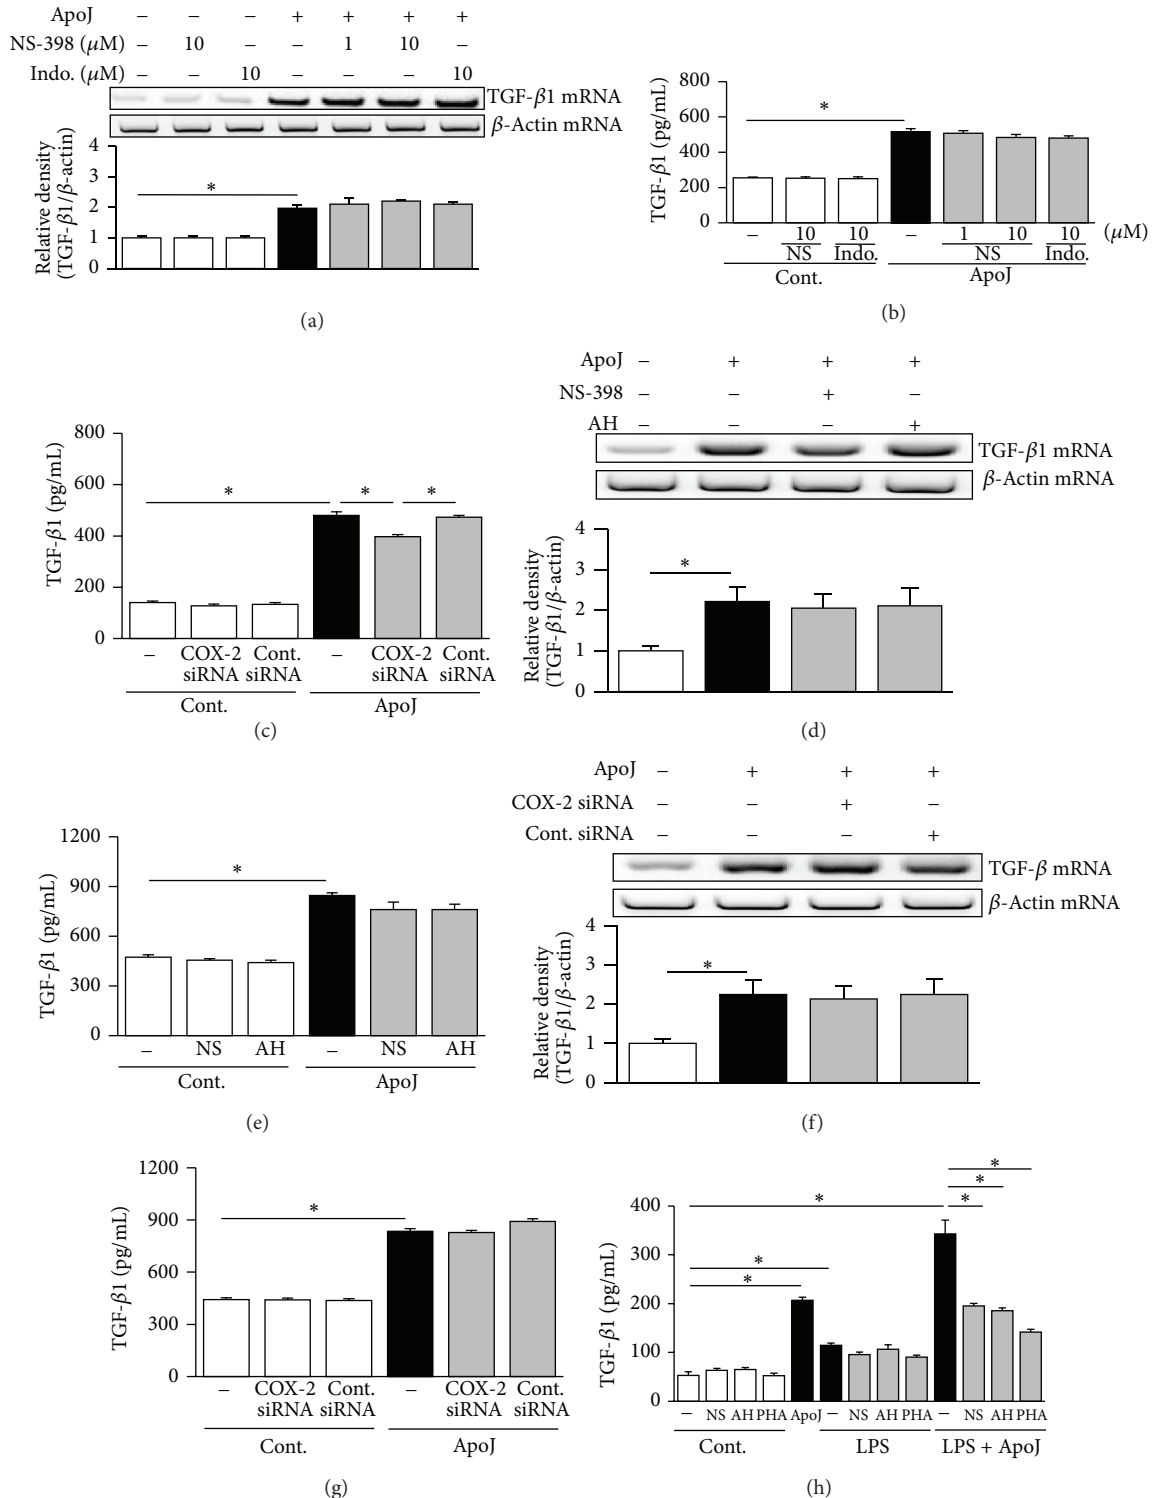 ApoJ – – – + + + +
NS-398 (μM) – 10 – – 1 10 –
Indo. (μM) – – 10 – – – 10
TGF-β1 mRNA
β-Actin mRNA
Relative density
(TGF-β1/β-actin)
4
3
2
1
0
*
(a)
TGF-β1 (pg/mL)
800
600
400
200
0
*
– 10 10 – 1 10 10 (μM)
NS Indo. NS Indo.
Cont. ApoJ
(b)
TGF-β1 (pg/mL)
800
600
400
200
0
* * *
– COX-2 Cont. – COX-2 Cont.
siRNA siRNA siRNA siRNA
Cont. ApoJ
(c)
ApoJ – + + +
NS-398 – – + –
AH – – – +
TGF-β1 mRNA
β-Actin mRNA
Relative density
(TGF-β1/β-actin)
4
3
2
1
0
*
(d)
TGF-β1 (pg/mL)
1200
900
600
300
0
*
– NS AH – NS AH
Cont. ApoJ
(e)
ApoJ – + + +
COX-2 siRNA – – + –
Cont. siRNA – – – +
TGF-β mRNA
β-Actin mRNA
Relative density
(TGF-β1/β-actin)
4
3
2
1
0
*
(f)
TGF-β1 (pg/mL)
1200
900
600
300
0
*
– COX-2 Cont. – COX-2 Cont.
siRNA siRNA siRNA siRNA
Cont. ApoJ
(g)
TGF-β1 (pg/mL)
400
300
200
100
0
*
*
* *
*
*
– NS AH PHA ApoJ – NS AH PHA – NS AH PHA
Cont. LPS LPS + ApoJ
(h)